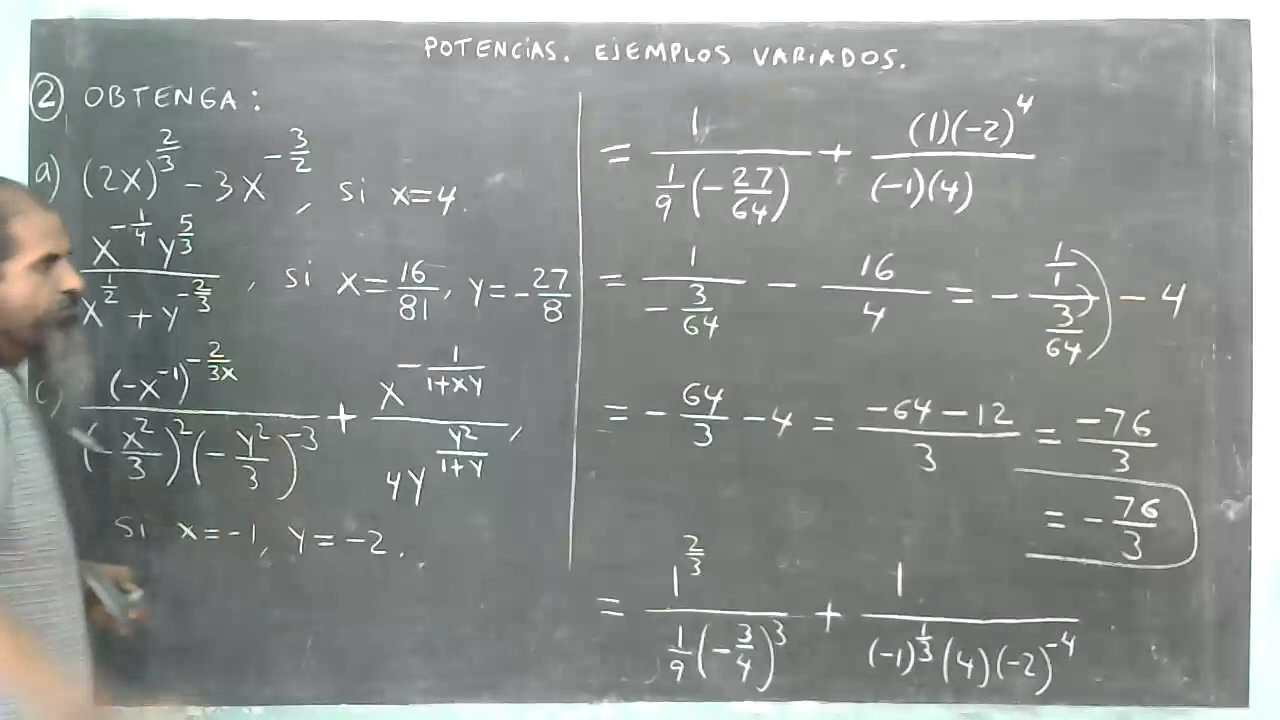 POTENCIAS. EJEMPLOS VARIADOS.
② OBTENGA:
a) (2x)^{2/3} - 3x^{-3/2}, si x=4.
x^{-1/4} y^{5/3} / (x^{1/2} + y^{-2/3}), si x=16/81, y=-27/8
c) (-x^{-1})^{-2/3x} / ((x^2/3)^2 (-y^2/3)^{-3}) + x^{-1/(1+xy)} / (4y^{y^2/(1+y)}),
si x=-1, y=-2.
= 1 / (1/9 (-27/64)) + (1)(-2)^4 / ((-1)(4))
= 1 / (-3/64) - 16/4 = - (1/1) / (3/64) - 4
= -64/3 - 4 = (-64-12)/3 = -76/3
= -76/3
= 1^{2/3} / (1/9 (-3/4)^3) + 1 / ((-1)^{1/3} (4)(-2)^{-4})